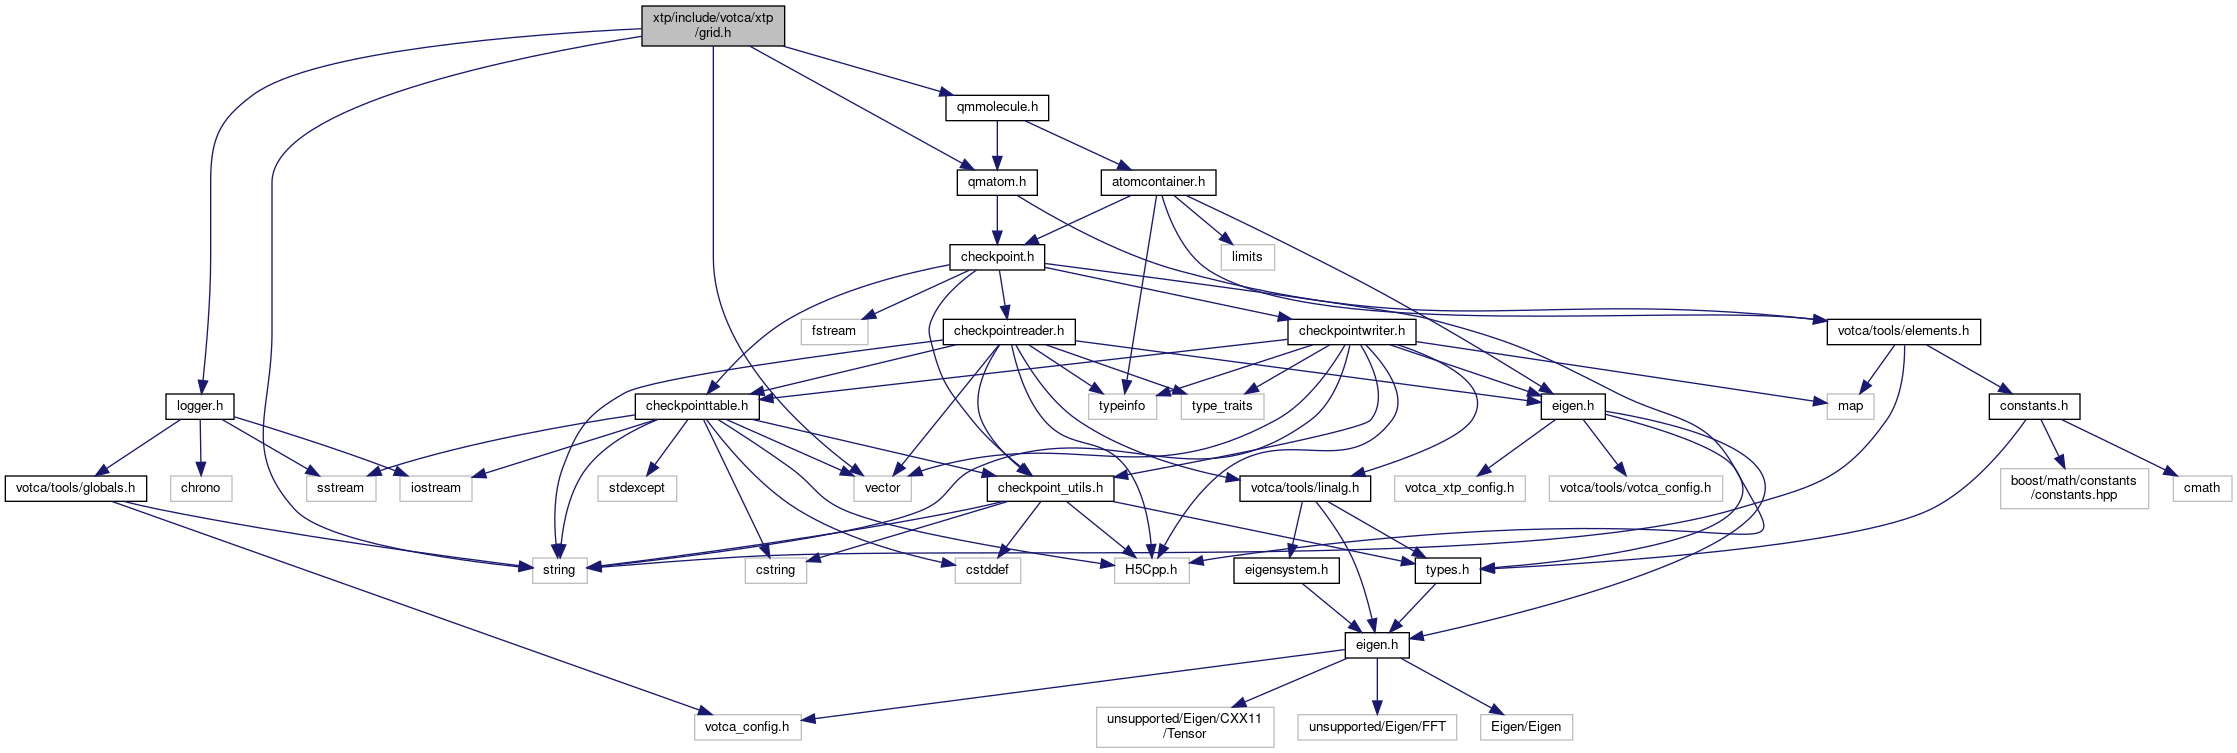 xtp/include/votca/xtp
/grid.h
qmmolecule.h
qmatom.h
atomcontainer.h
checkpoint.h
limits
fstream
checkpointreader.h
checkpointwriter.h
votca/tools/elements.h
logger.h
checkpointtable.h
typeinfo
type_traits
eigen.h
map
constants.h
votca/tools/globals.h
chrono
sstream
iostream
stdexcept
vector
checkpoint_utils.h
votca/tools/linalg.h
votca_xtp_config.h
votca/tools/votca_config.h
boost/math/constants
/constants.hpp
cmath
string
cstring
cstddef
H5Cpp.h
eigensystem.h
types.h
eigen.h
votca_config.h
unsupported/Eigen/CXX11
/Tensor
unsupported/Eigen/FFT
Eigen/Eigen